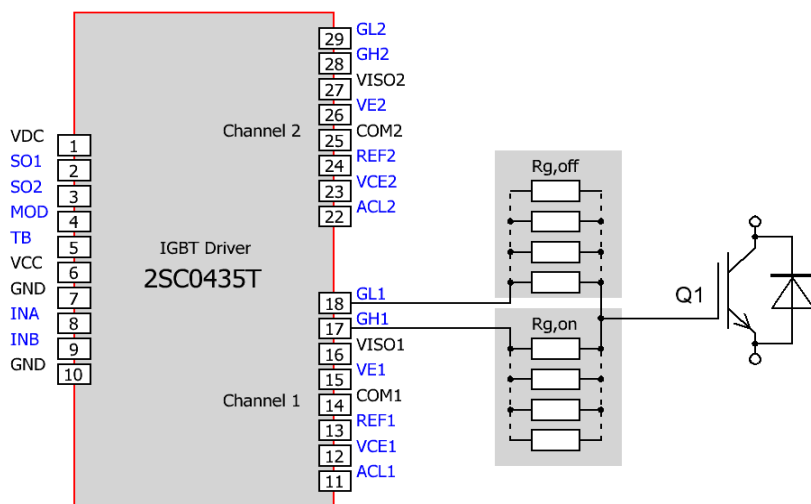 VDC
1
SO1
2
SO2
3
MOD
4
TB
5
VCC
6
GND
7
INA
8
INB
9
GND
10
IGBT Driver
2SC0435T
Channel 2
GL2
29
GH2
28
VISO2
27
VE2
26
COM2
25
REF2
24
VCE2
23
ACL2
22
Channel 1
GL1
18
GH1
17
VISO1
16
VE1
15
COM1
14
REF1
13
VCE1
12
ACL1
11
Rg,off
Rg,on
Q1